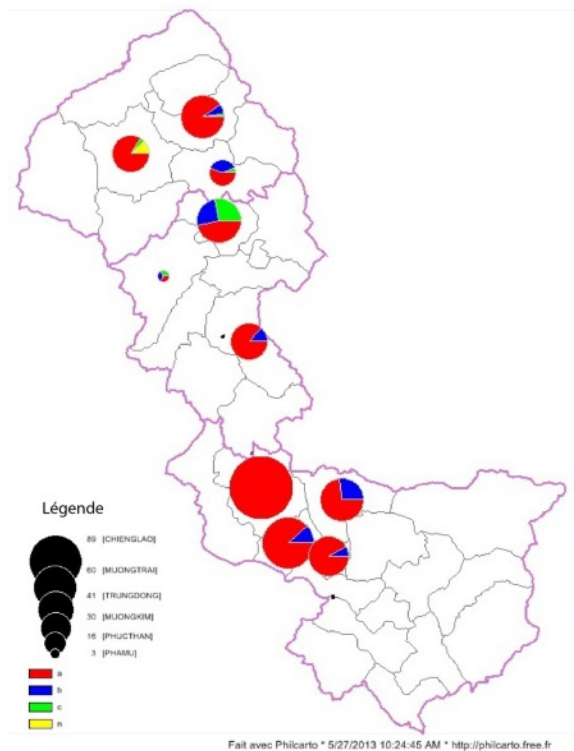 Légende
89 [CHIENGLAO]
60 [MUONGTRAI]
41 [TRUNGDONG]
30 [MUONGKIM]
16 [PHUCTHAN]
3 [PHAMU]
a
b
c
n
Fait avec Philcarto * 5/27/2013 10:24:45 AM * http://philcarto.free.fr